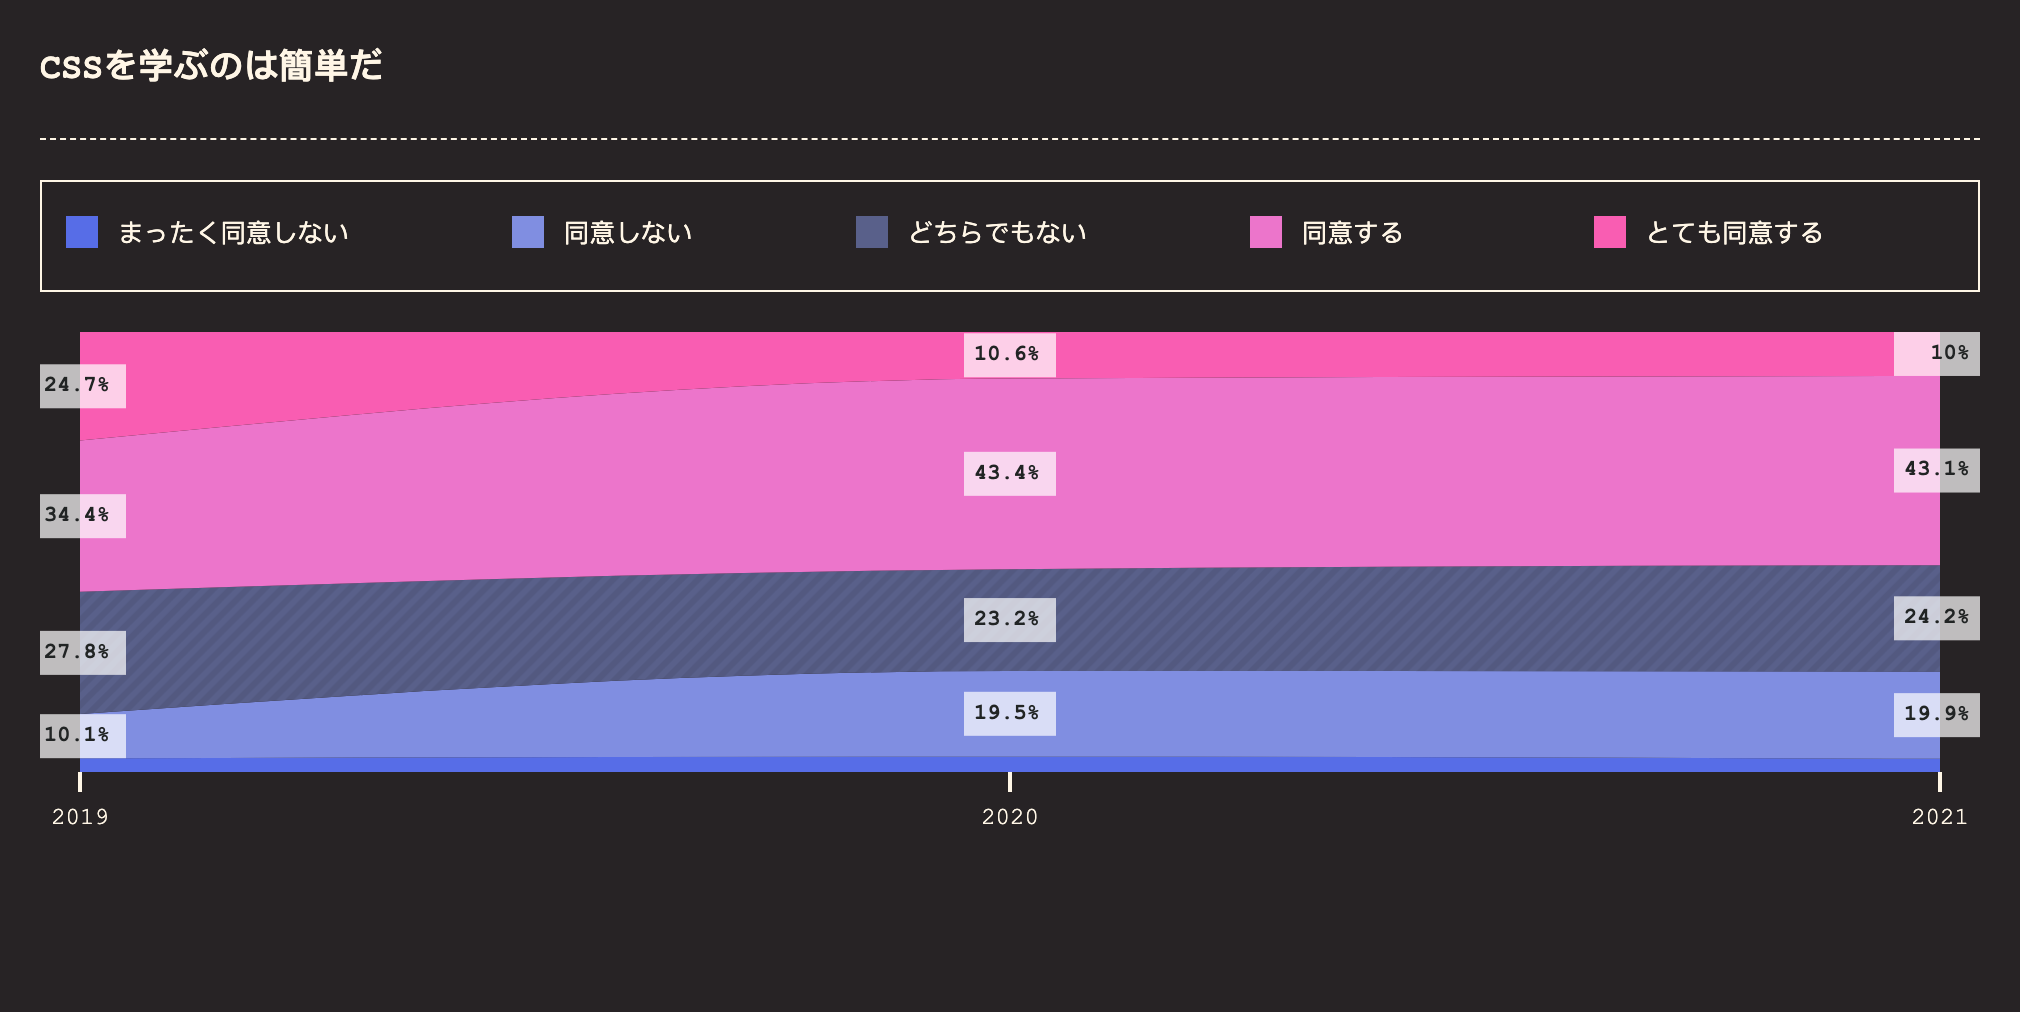 CSSを学ぶのは簡単だ
まったく同意しない 同意しない どちらでもない 同意する とても同意する
24.7% 10.6% 10%
34.4% 43.4% 43.1%
27.8% 23.2% 24.2%
10.1% 19.5% 19.9%
2019 2020 2021